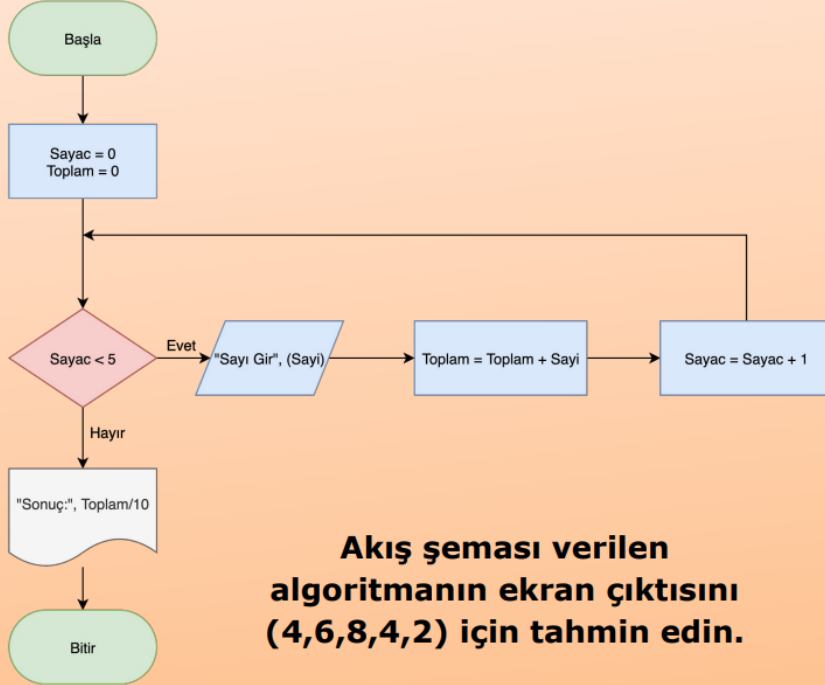 Başla
Sayac = 0
Toplam = 0
Sayac < 5
Evet
"Sayı Gir", (Sayi)
Toplam = Toplam + Sayi
Sayac = Sayac + 1
Hayır
"Sonuç:", Toplam/10
Bitir
Akış şeması verilen
algoritmanın ekran çıktısını
(4,6,8,4,2) için tahmin edin.